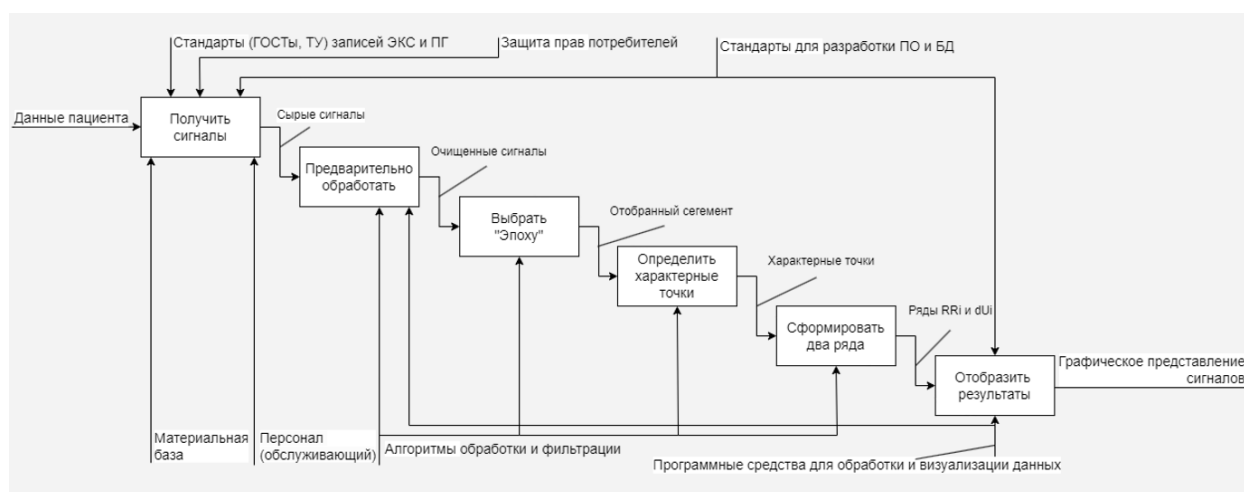 Стандарты (ГОСТы, ТУ) записей ЭКС и ПГ
Защита прав потребителей
Стандарты для разработки ПО и БД
Данные пациента
Получить
сигналы
Сырые сигналы
Предварительно
обработать
Очищенные сигналы
Выбрать
"Эпоху"
Отобранный сегемент
Определить
характерные
точки
Характерные точки
Сформировать
два ряда
Ряды RRi и dUi
Отобразить
результаты
Графическое представление
сигналов
Материальная
база
Персонал
(обслуживающий)
Алгоритмы обработки и фильтрации
Программные средства для обработки и визуализации данных